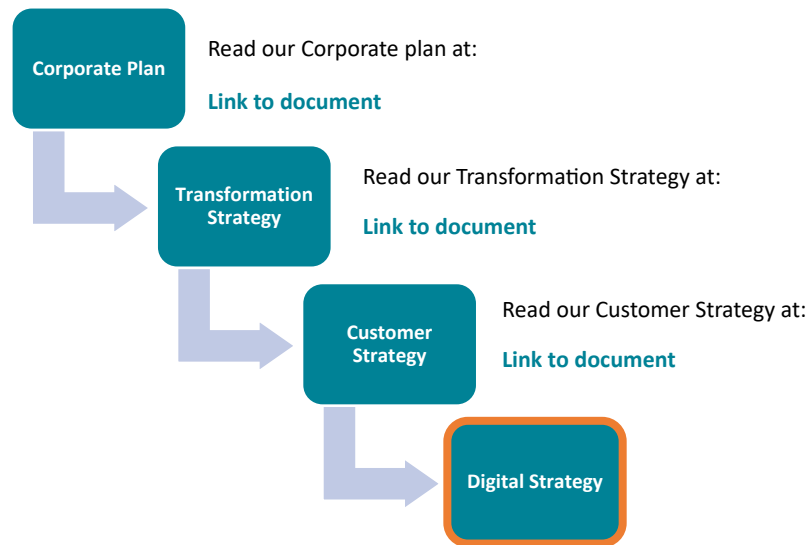 Read our Corporate plan at:
Corporate Plan
Link to document
Read our Transformation Strategy at:
Transformation
Strategy
Link to document
Read our Customer Strategy at:
Customer
Strategy
Link to document
Digital Strategy